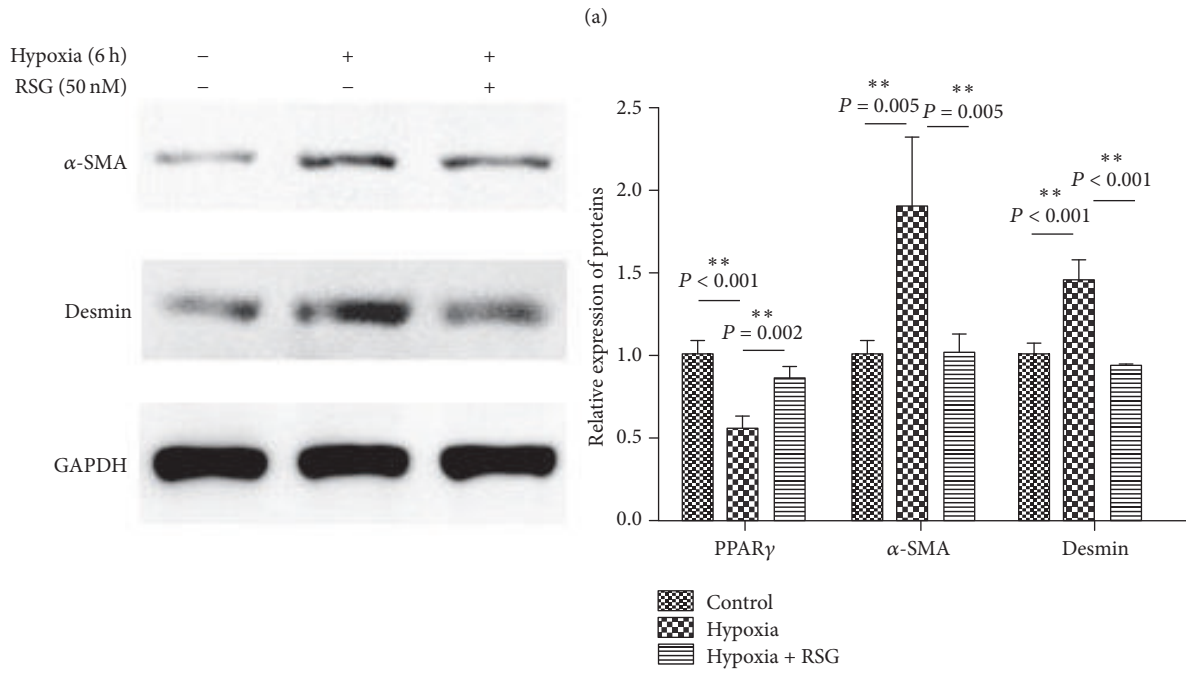 (a)
Hypoxia (6 h) − + +
RSG (50 nM) − − +
α-SMA
Desmin
GAPDH
Relative expression of proteins
2.5
2.0
1.5
1.0
0.5
0.0
**
P < 0.001
**
P = 0.002
**
P = 0.005
**
P = 0.005
**
P < 0.001
**
P < 0.001
PPARγ α-SMA Desmin
Control
Hypoxia
Hypoxia + RSG